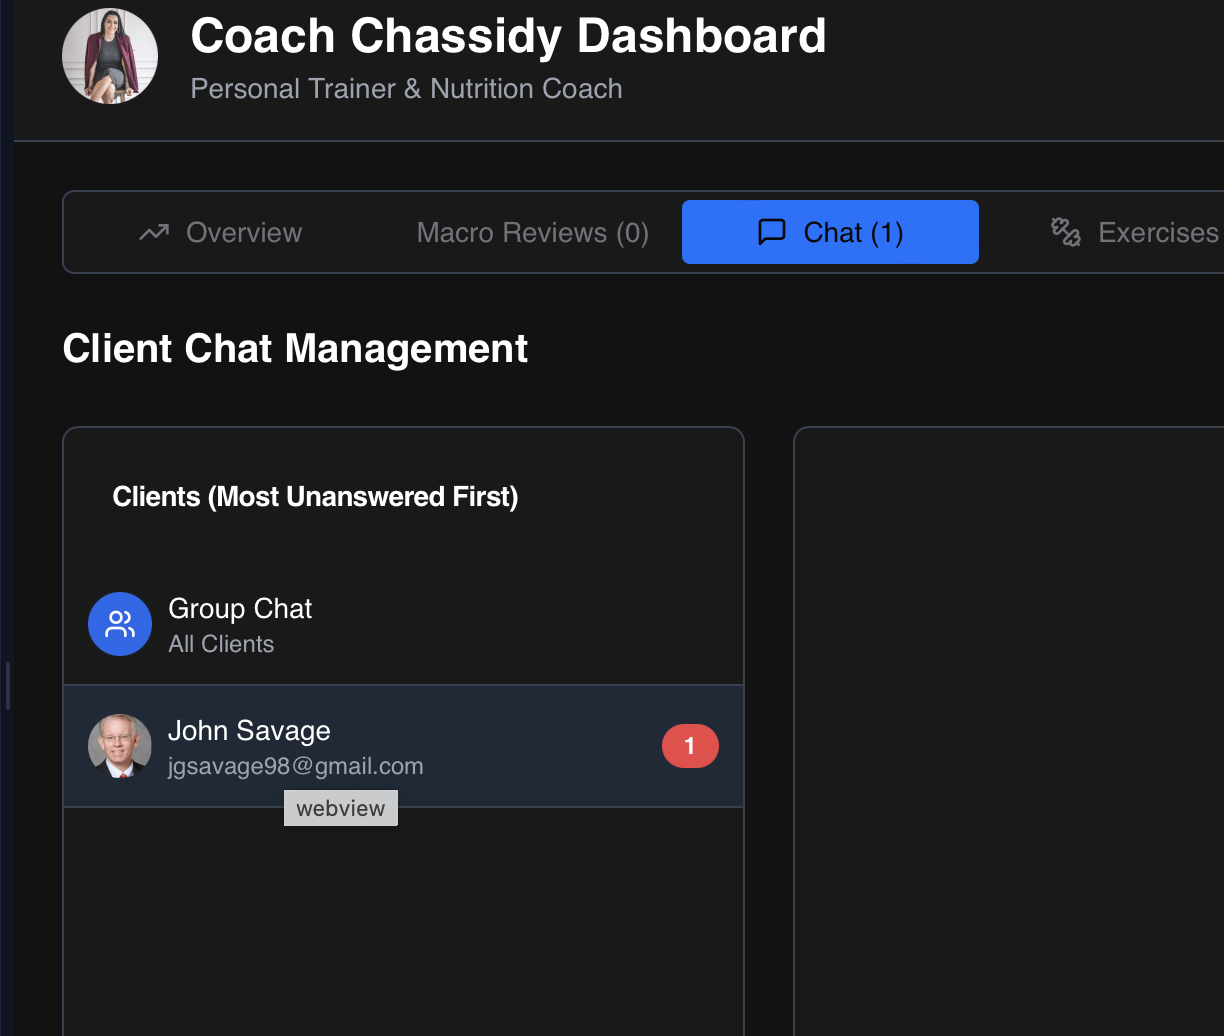 Coach Chassidy Dashboard
Personal Trainer & Nutrition Coach
Overview
Macro Reviews (0)
Chat (1)
Exercises
Client Chat Management
Clients (Most Unanswered First)
Group Chat
All Clients
John Savage
jgsavage98@gmail.com
1
webview